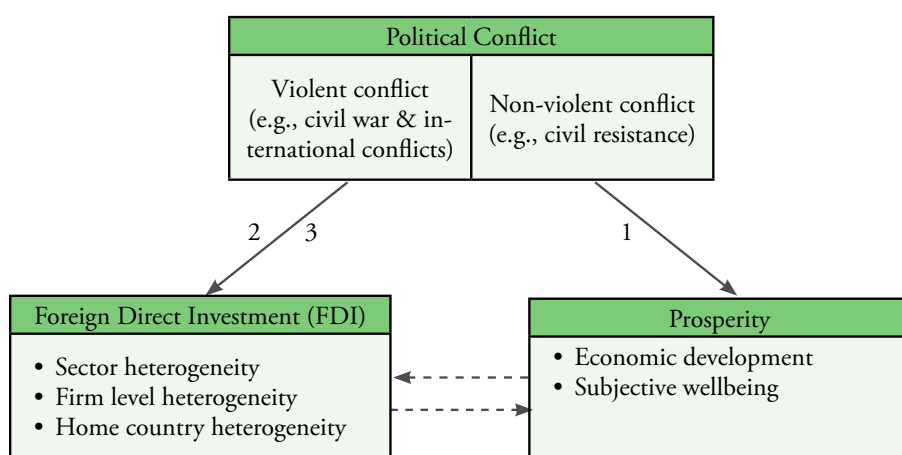 Political Conflict
Violent conflict
(e.g., civil war & in-
ternational conflicts)
Non-violent conflict
(e.g., civil resistance)
2
3
1
Foreign Direct Investment (FDI)
• Sector heterogeneity
• Firm level heterogeneity
• Home country heterogeneity
Prosperity
• Economic development
• Subjective wellbeing